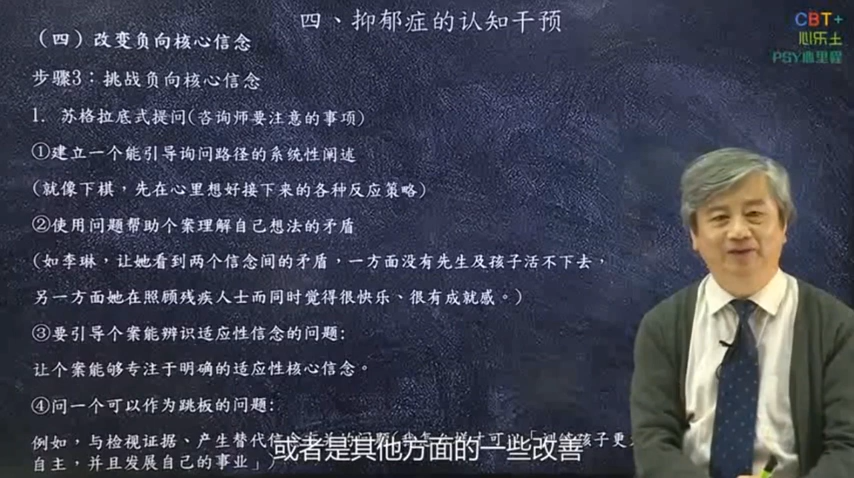 四、抑郁症的认知干预
CBT+
心乐土
PSY心里程
（四）改变负向核心信念
步骤3：挑战负向核心信念
1. 苏格拉底式提问(咨询师要注意的事项)
①建立一个能引导询问路径的系统性阐述
(就像下棋，先在心里想好接下来的各种反应策略)
②使用问题帮助个案理解自己想法的矛盾
(如李琳，让她看到两个信念间的矛盾，一方面没有先生及孩子活不下去，
另一方面她在照顾残疾人士而同时觉得很快乐、很有成就感。)
③要引导个案能辨识适应性信念的问题:
让个案能够专注于明确的适应性核心信念。
④问一个可以作为跳板的问题:
例如，与检视证据、产生替代信念
自主，并且发展自己的事业」)
或者是其他方面的一些改善